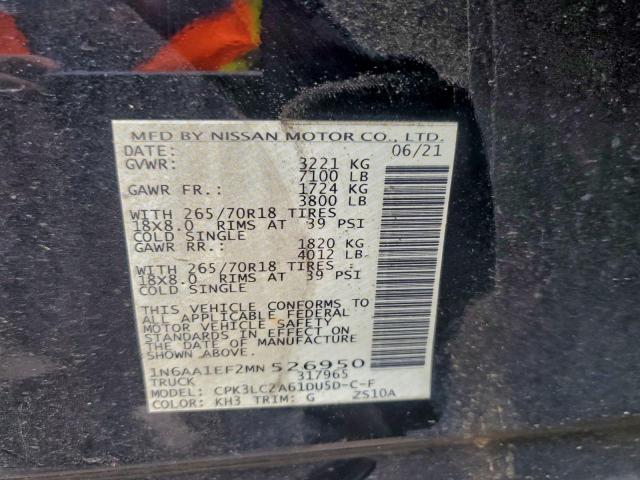 MFD BY NISSAN MOTOR CO., LTD.
DATE: 06/21
GVWR: 3221 KG
7100 LB
GAWR FR.: 1724 KG
3800 LB
WITH 265/70R18 TIRES
18X8.0 RIMS AT 39 PSI
COLD SINGLE
GAWR RR.: 1820 KG
4012 LB
WITH 265/70R18 TIRES
18X8.0 RIMS AT 39 PSI
COLD SINGLE
THIS VEHICLE CONFORMS TO
ALL APPLICABLE FEDERAL
MOTOR VEHICLE SAFETY
STANDARDS IN EFFECT ON
THE DATE OF MANUFACTURE
SHOWN ABOVE.
1N6AA1EF2MN 526950
TRUCK 317965
MODEL: CPK3LCZA61DU5D-C-F
COLOR: KH3 TRIM: G ZS10A